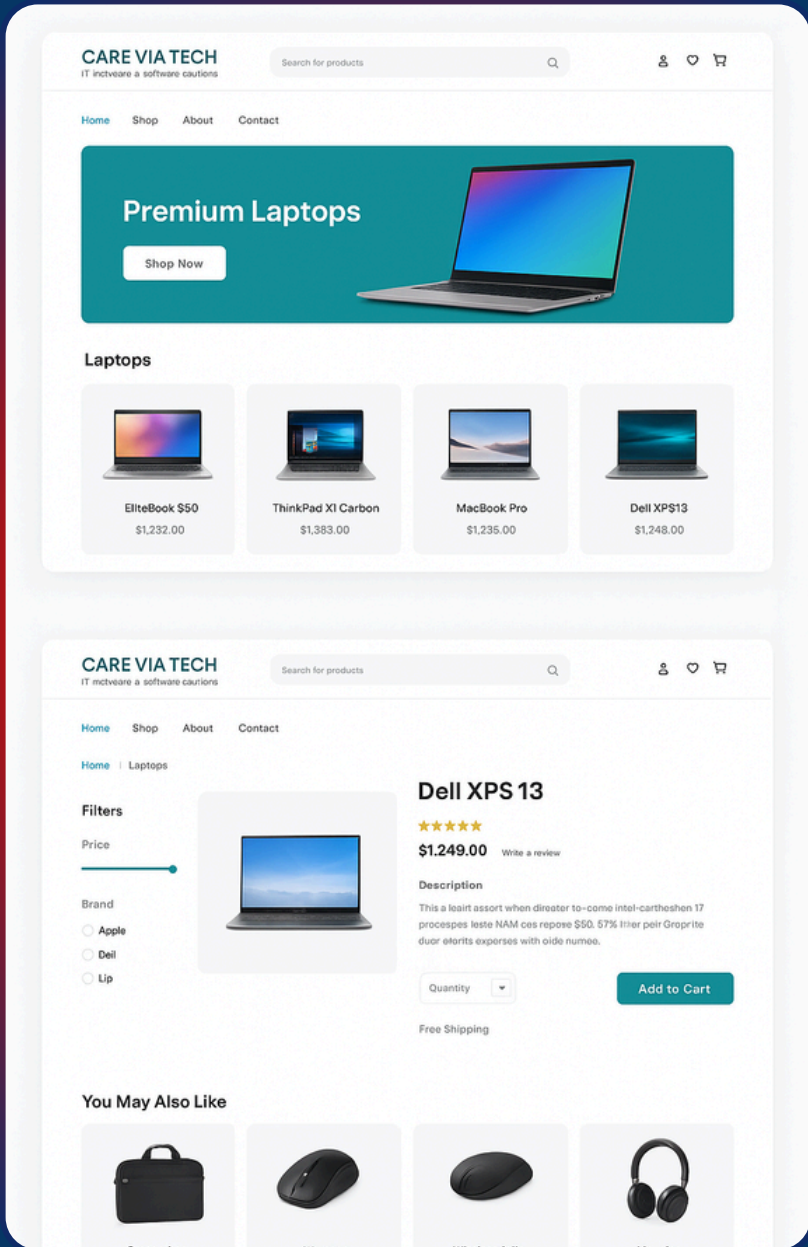 CARE VIA TECH
IT inctveare a software cautions
Search for products
Home Shop About Contact
Premium Laptops
Shop Now
Laptops
EliteBook $50 ThinkPad X1 Carbon MacBook Pro Dell XP$13
$1,232.00 $1,383.00 $1,235.00 $1,248.00
CARE VIA TECH
IT mctveare a software cautions
Search for products
Home Shop About Contact
Home | Laptops
Dell XPS 13
Filters
Price
$1.249.00 Write a review
Description
Brand
This a leairt assort when direator to-come intel-cartheshen 17
Apple
procespes leste NAM ces repose $50. 57% peir Groprite
Deil
duor etarits experses with oide numee.
Lip
Quantity
Add to Cart
Free Shipping
You May Also Like